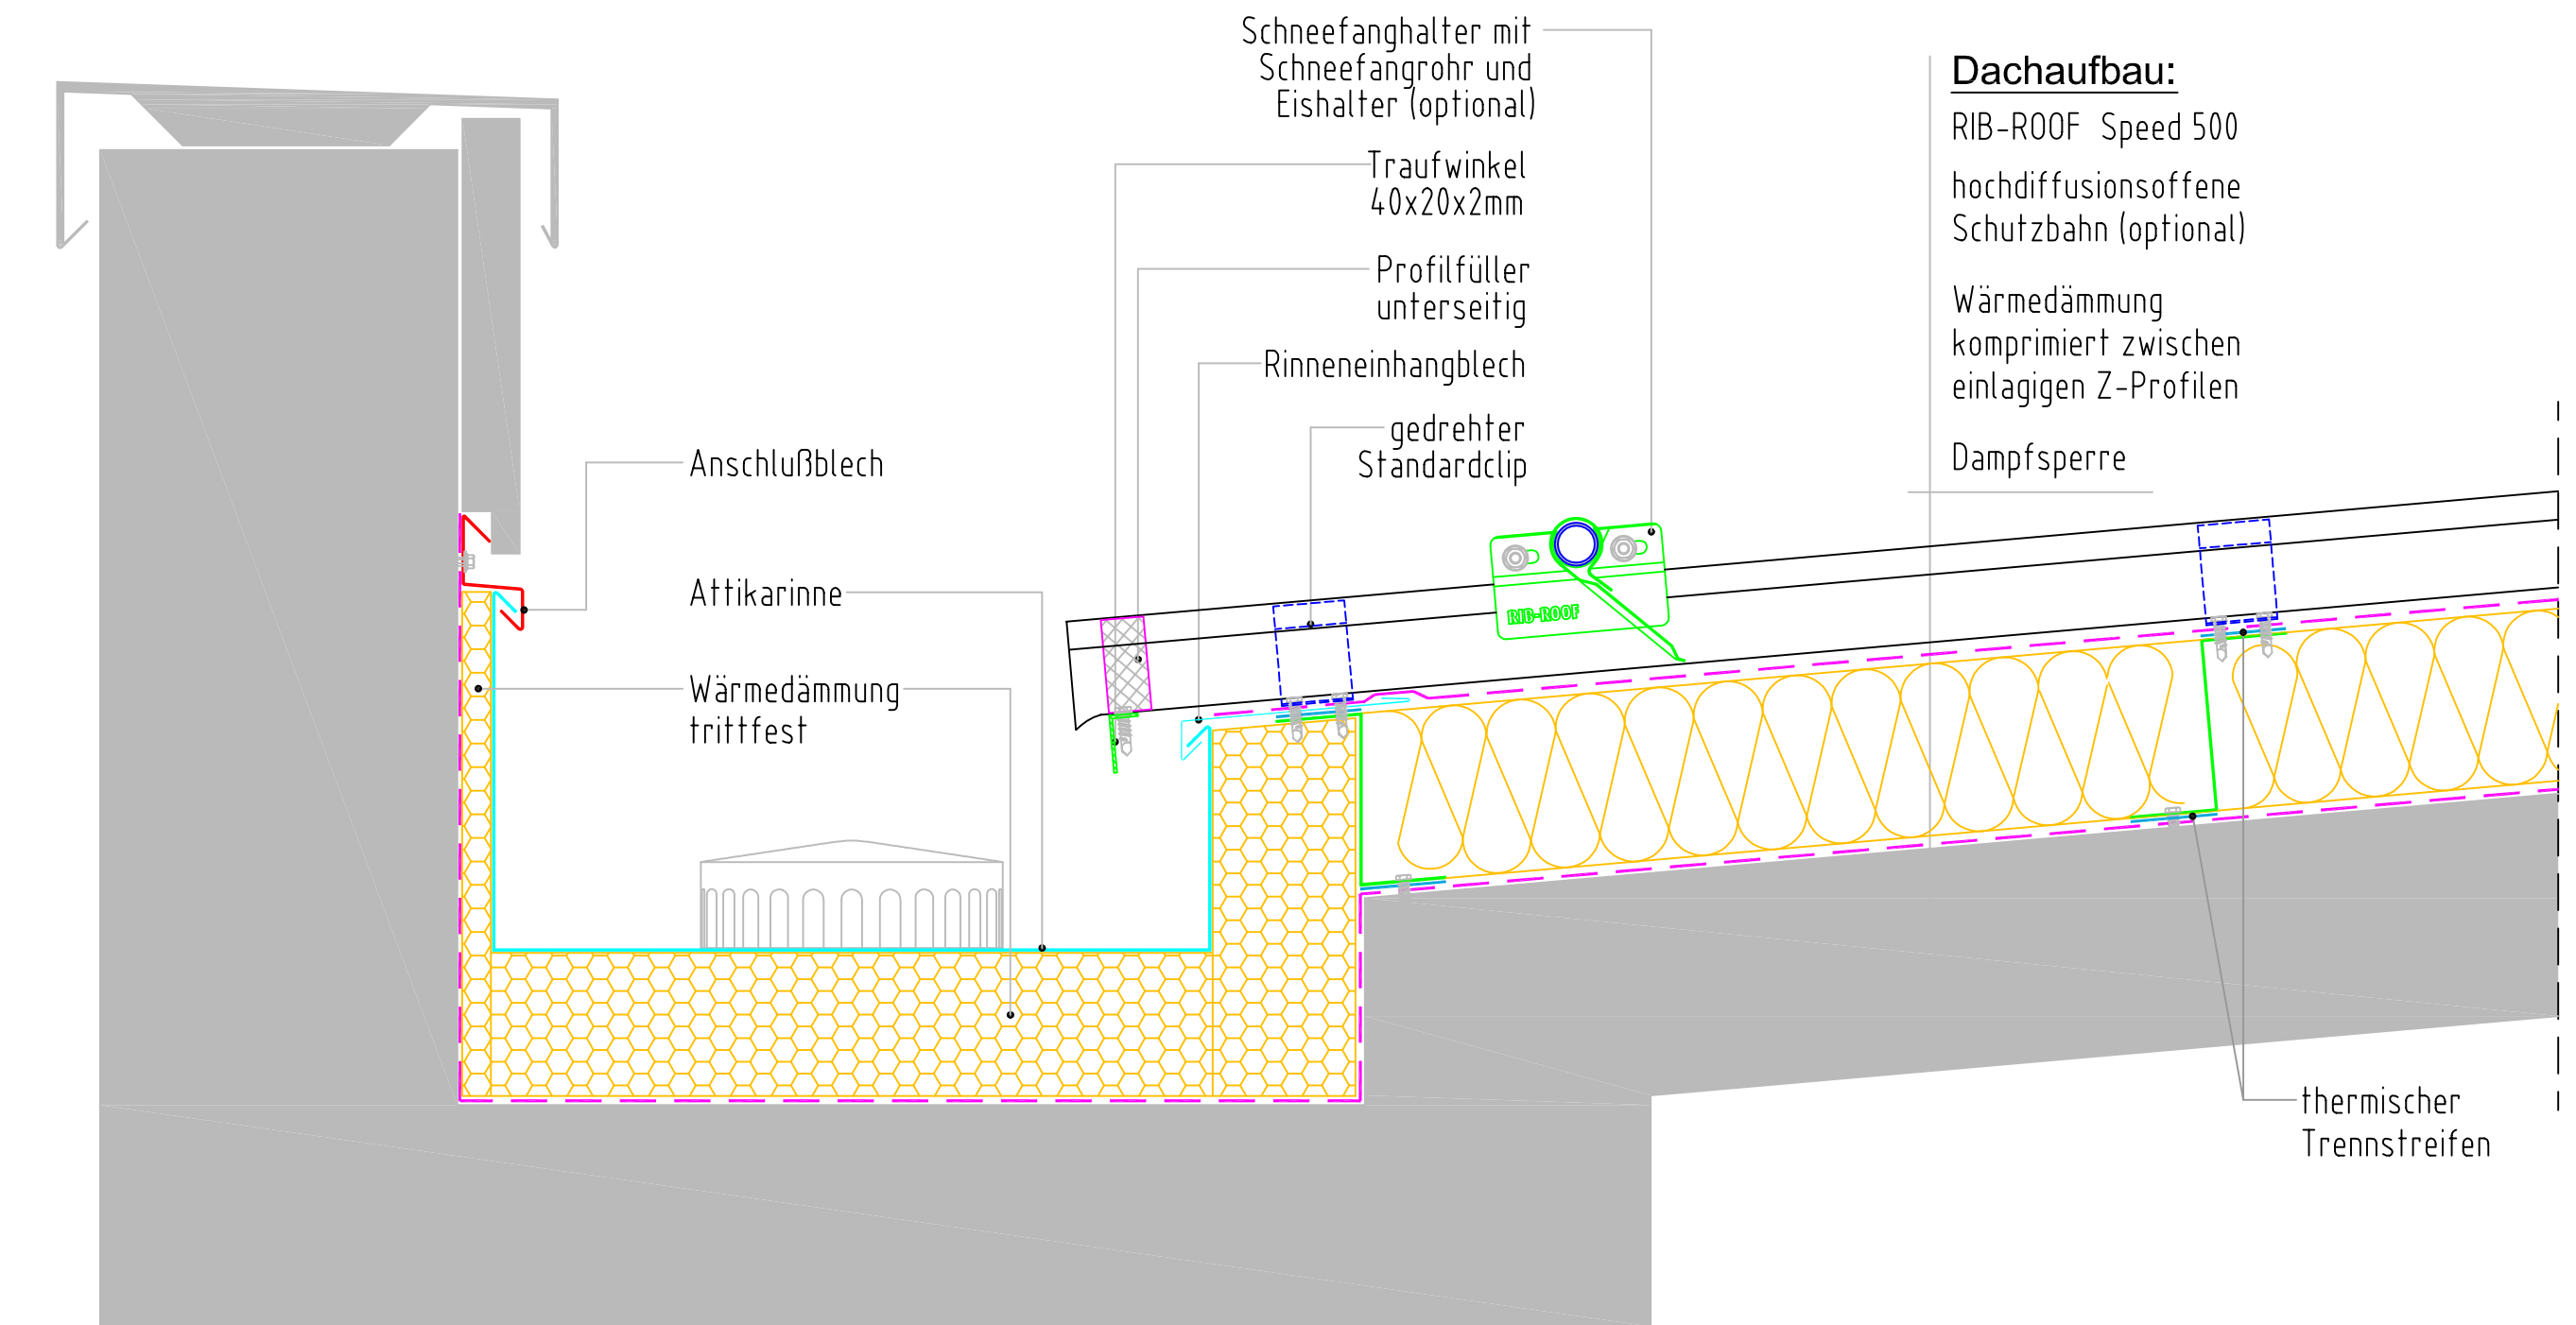 Schneefanghalter mit
Schneefangrohr und
Eishalter (optional)
Traufwinkel
40x20x2mm
Profilfüller
unterseitig
Rinneneinhangblech
gedrehter
Standardclip
Dachaufbau:
RIB-ROOF Speed 500
hochdiffusionsoffene
Schutzbahn (optional)
Wärmedämmung
komprimiert zwischen
einlagigen Z-Profilen
Dampfsperre
Anschlußblech
Attikarinne
Wärmedämmung
trittfest
RIB-ROOF
thermischer
Trennstreifen